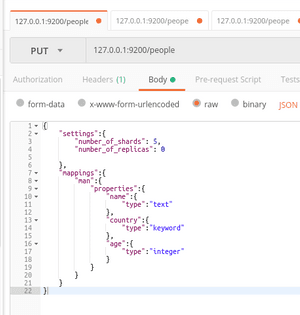 127.0.0.1:9200/people 127.0.0.1:9200/peope 127.0.0.1:9200/peope
PUT 127.0.0.1:9200/people
Authorization Headers (1) Body Pre-request Script Tests
form-data x-www-form-urlencoded raw binary JSON
1 {
2 "settings":{
3 "number_of_shards": 5,
4 "number_of_replicas": 0
5
6 },
7 "mappings":{
8 "man":{
9 "properties":{
10 "name":{
11 "type":"text"
12 },
13 "country":{
14 "type":"keyword"
15 },
16 "age":{
17 "type":"integer"
18 }
19 }
20 }
21 }
22 }